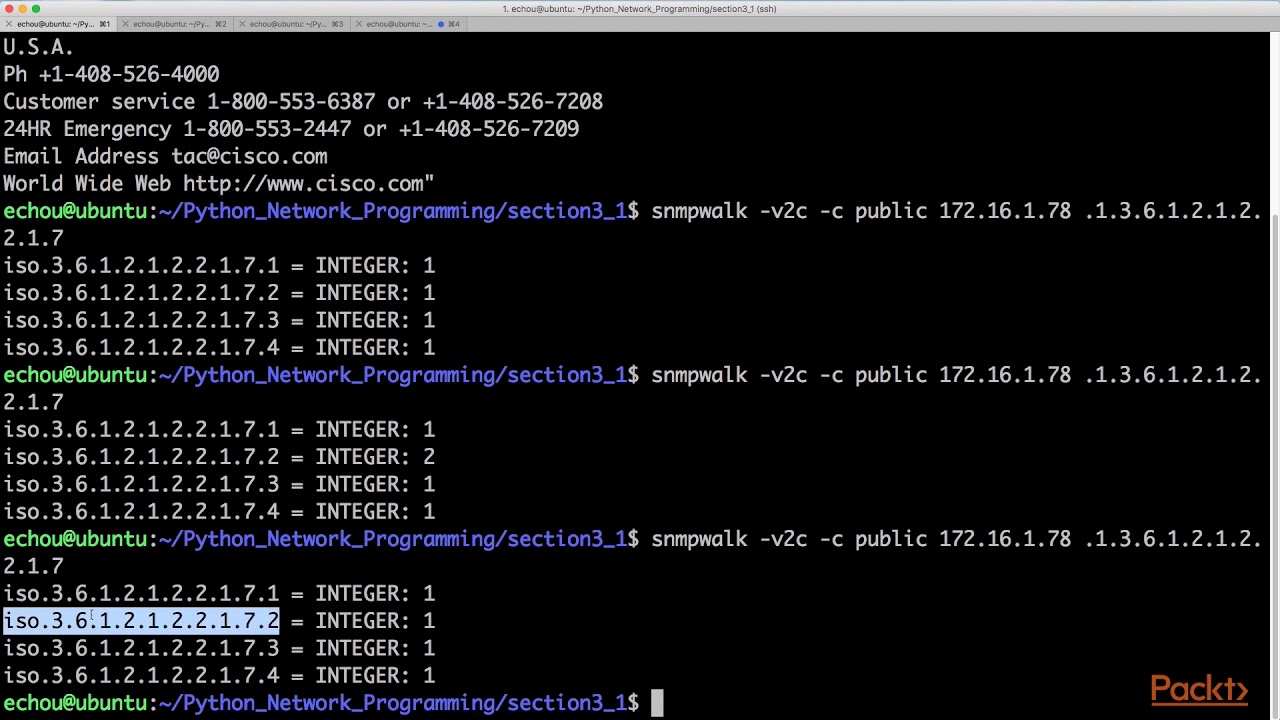 1. echou@ubuntu: ~/Python_Network_Programming/section3_1 (ssh)
× echou@ubuntu: ~/Py... ⌘1 × echou@ubuntu: ~/Py... ⌘2 × echou@ubuntu: ~/Py... ⌘3 × echou@ubuntu: ~... ⌘4
U.S.A.
Ph +1-408-526-4000
Customer service 1-800-553-6387 or +1-408-526-7208
24HR Emergency 1-800-553-2447 or +1-408-526-7209
Email Address tac@cisco.com
World Wide Web http://www.cisco.com"
echou@ubuntu:~/Python_Network_Programming/section3_1$ snmpwalk -v2c -c public 172.16.1.78 .1.3.6.1.2.1.2.
2.1.7
iso.3.6.1.2.1.2.2.1.7.1 = INTEGER: 1
iso.3.6.1.2.1.2.2.1.7.2 = INTEGER: 1
iso.3.6.1.2.1.2.2.1.7.3 = INTEGER: 1
iso.3.6.1.2.1.2.2.1.7.4 = INTEGER: 1
echou@ubuntu:~/Python_Network_Programming/section3_1$ snmpwalk -v2c -c public 172.16.1.78 .1.3.6.1.2.1.2.
2.1.7
iso.3.6.1.2.1.2.2.1.7.1 = INTEGER: 1
iso.3.6.1.2.1.2.2.1.7.2 = INTEGER: 2
iso.3.6.1.2.1.2.2.1.7.3 = INTEGER: 1
iso.3.6.1.2.1.2.2.1.7.4 = INTEGER: 1
echou@ubuntu:~/Python_Network_Programming/section3_1$ snmpwalk -v2c -c public 172.16.1.78 .1.3.6.1.2.1.2.
2.1.7
iso.3.6.1.2.1.2.2.1.7.1 = INTEGER: 1
iso.3.6.1.2.1.2.2.1.7.2 = INTEGER: 1
iso.3.6.1.2.1.2.2.1.7.3 = INTEGER: 1
iso.3.6.1.2.1.2.2.1.7.4 = INTEGER: 1
echou@ubuntu:~/Python_Network_Programming/section3_1$
Packt>